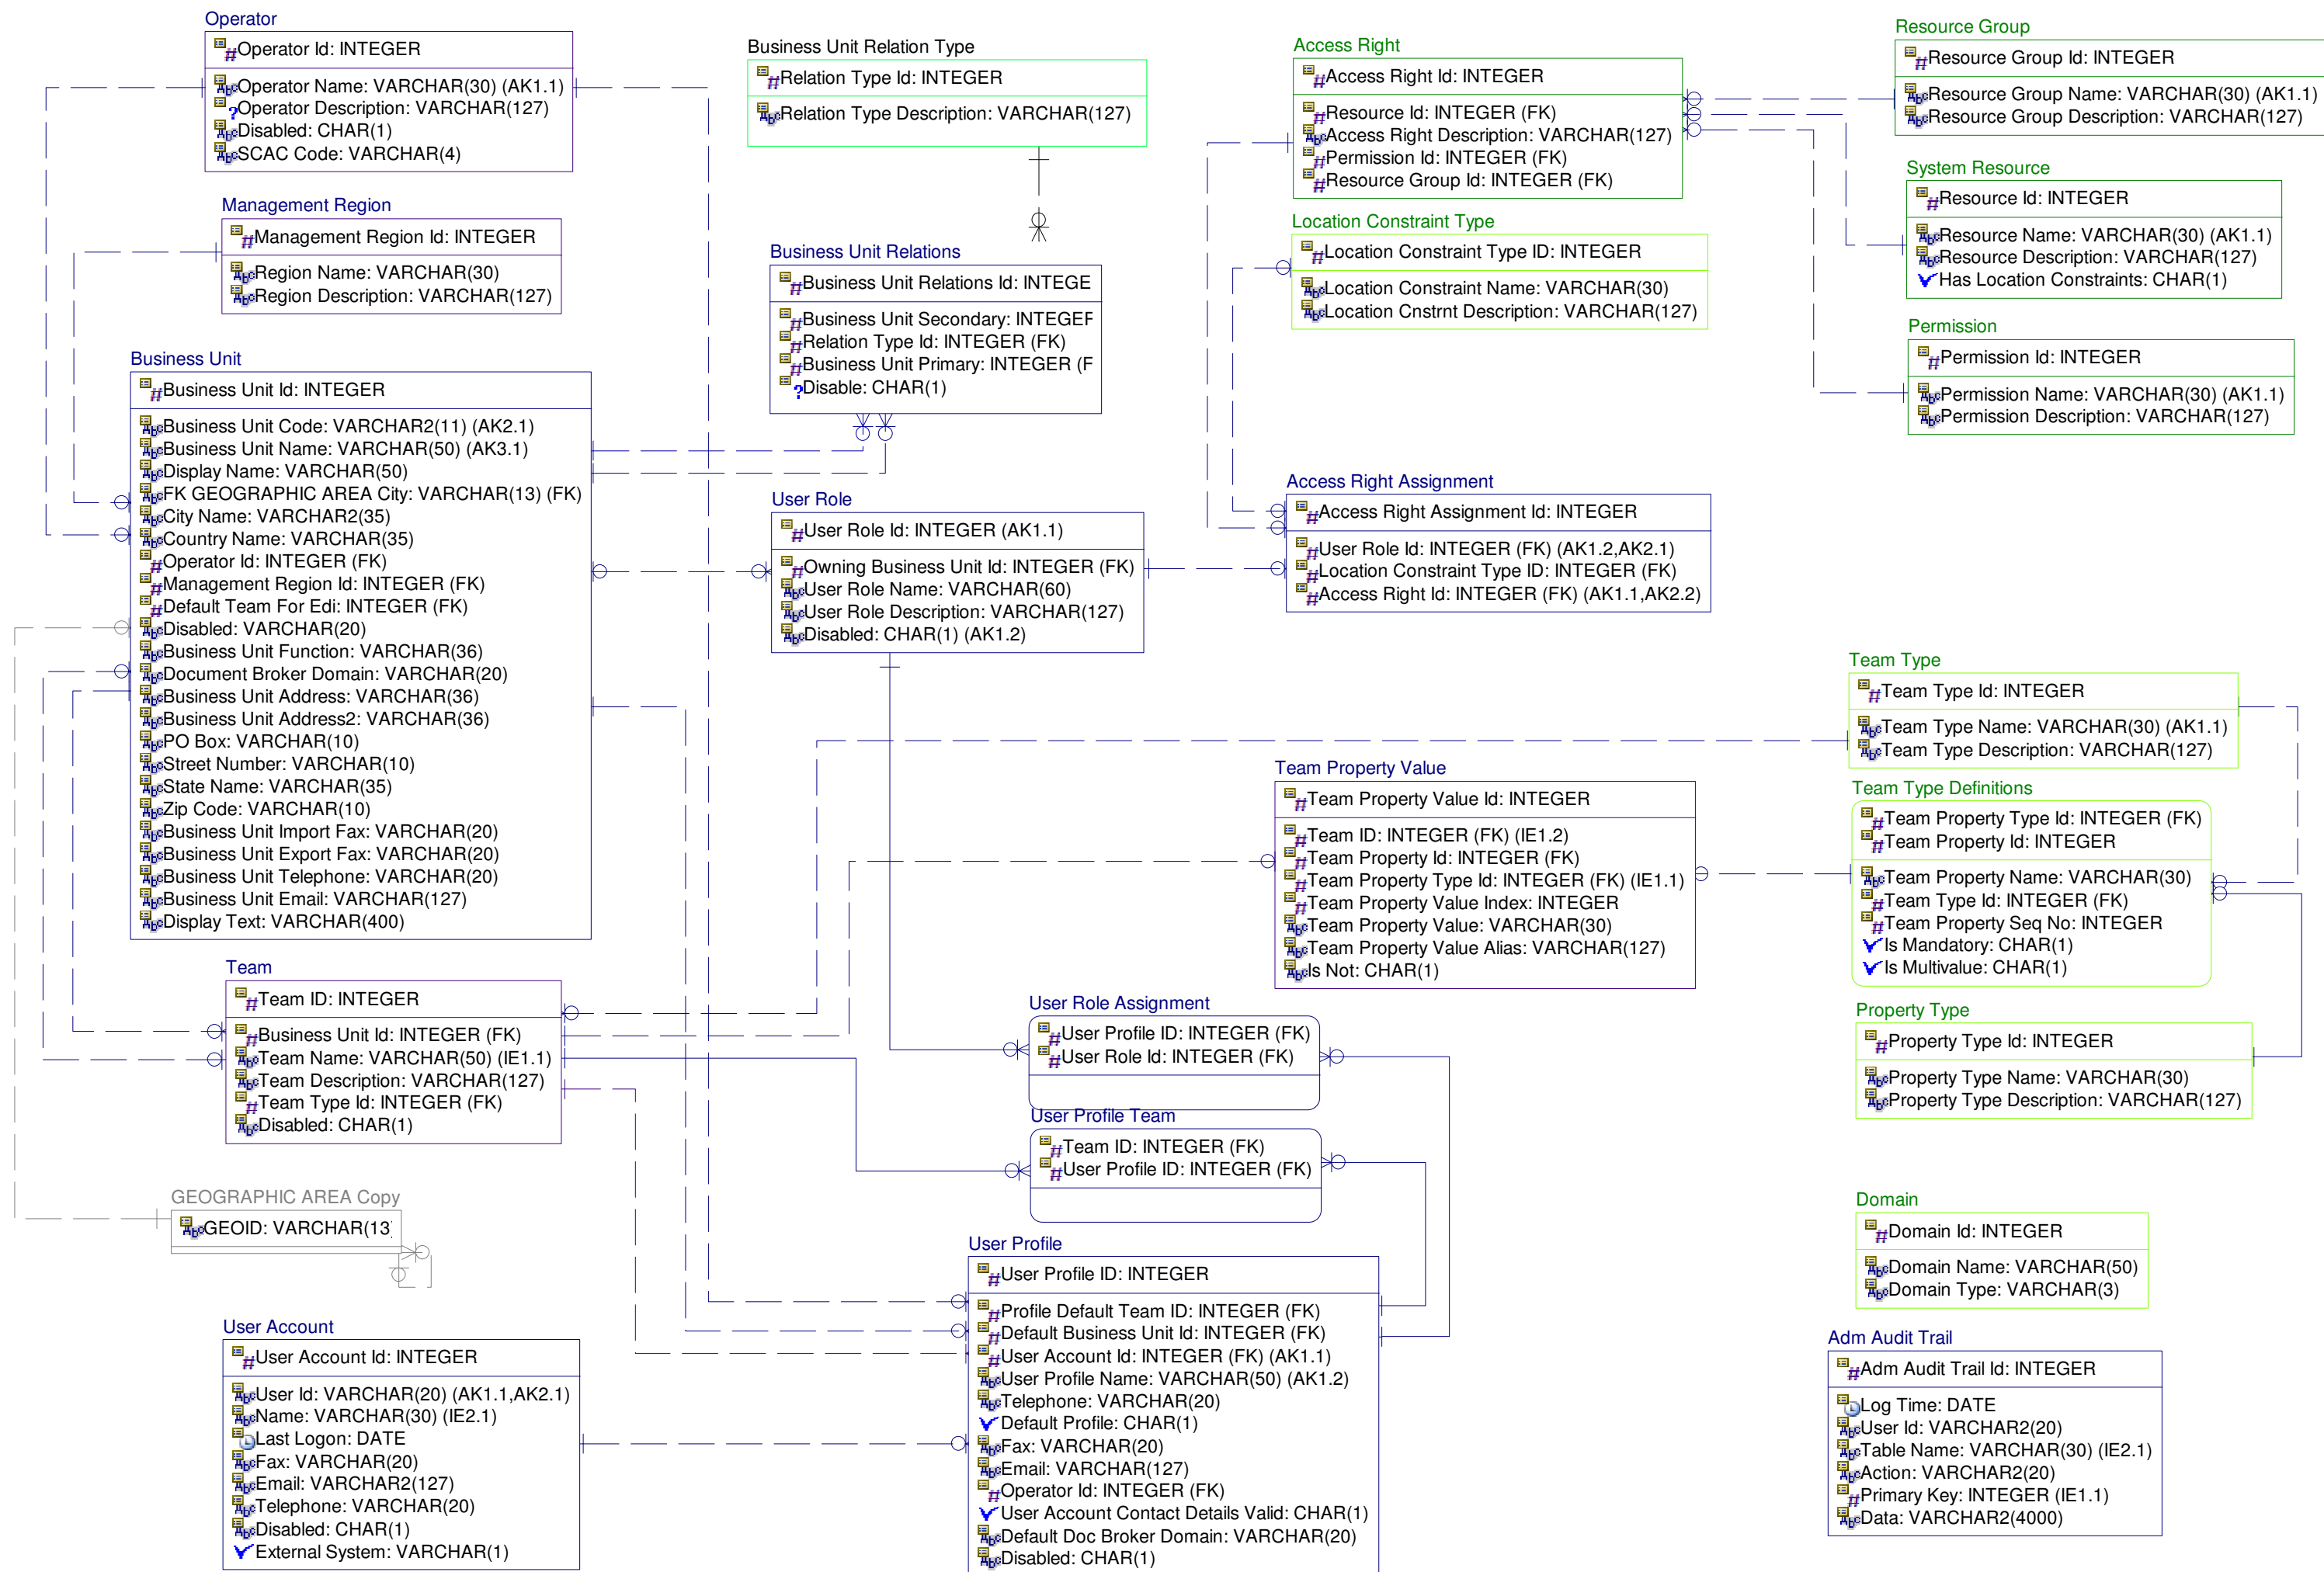 Operator
Operator Id: INTEGER
Operator Name: VARCHAR(30) (AK1.1)
Operator Description: VARCHAR(127)
Disabled: CHAR(1)
SCAC Code: VARCHAR(4)
Management Region
Management Region Id: INTEGER
Region Name: VARCHAR(30)
Region Description: VARCHAR(127)
Business Unit
Business Unit Id: INTEGER
Business Unit Code: VARCHAR2(11) (AK2.1)
Business Unit Name: VARCHAR(50) (AK3.1)
Display Name: VARCHAR(50)
FK GEOGRAPHIC AREA City: VARCHAR(13) (FK)
City Name: VARCHAR2(35)
Country Name: VARCHAR(35)
Operator Id: INTEGER (FK)
Management Region Id: INTEGER (FK)
Default Team For Edi: INTEGER (FK)
Disabled: VARCHAR(20)
Business Unit Function: VARCHAR(36)
Document Broker Domain: VARCHAR(20)
Business Unit Address: VARCHAR(36)
Business Unit Address2: VARCHAR(36)
PO Box: VARCHAR(10)
Street Number: VARCHAR(10)
State Name: VARCHAR(35)
Zip Code: VARCHAR(10)
Business Unit Import Fax: VARCHAR(20)
Business Unit Export Fax: VARCHAR(20)
Business Unit Telephone: VARCHAR(20)
Business Unit Email: VARCHAR(127)
Display Text: VARCHAR(400)
Team
Team ID: INTEGER
Business Unit Id: INTEGER (FK)
Team Name: VARCHAR(50) (IE1.1)
Team Description: VARCHAR(127)
Team Type Id: INTEGER (FK)
Disabled: CHAR(1)
GEOGRAPHIC AREA Copy
GEOID: VARCHAR(13)
User Account
User Account Id: INTEGER
User Id: VARCHAR(20) (AK1.1,AK2.1)
Name: VARCHAR(30) (IE2.1)
Last Logon: DATE
Fax: VARCHAR(20)
Email: VARCHAR2(127)
Telephone: VARCHAR(20)
Disabled: CHAR(1)
External System: VARCHAR(1)
Business Unit Relation Type
Relation Type Id: INTEGER
Relation Type Description: VARCHAR(127)
Business Unit Relations
Business Unit Relations Id: INTEGE
Business Unit Secondary: INTEGER
Relation Type Id: INTEGER (FK)
Business Unit Primary: INTEGER (F
Disable: CHAR(1)
User Role
User Role Id: INTEGER (AK1.1)
Owning Business Unit Id: INTEGER (FK)
User Role Name: VARCHAR(60)
User Role Description: VARCHAR(127)
Disabled: CHAR(1) (AK1.2)
User Role Assignment
User Profile ID: INTEGER (FK)
User Role Id: INTEGER (FK)
User Profile Team
Team ID: INTEGER (FK)
User Profile ID: INTEGER (FK)
User Profile
User Profile ID: INTEGER
Profile Default Team ID: INTEGER (FK)
Default Business Unit Id: INTEGER (FK)
User Account Id: INTEGER (FK) (AK1.1)
User Profile Name: VARCHAR(50) (AK1.2)
Telephone: VARCHAR(20)
Default Profile: CHAR(1)
Fax: VARCHAR(20)
Email: VARCHAR(127)
Operator Id: INTEGER (FK)
User Account Contact Details Valid: CHAR(1)
Default Doc Broker Domain: VARCHAR(20)
Disabled: CHAR(1)
Access Right
Access Right Id: INTEGER
Resource Id: INTEGER (FK)
Access Right Description: VARCHAR(127)
Permission Id: INTEGER (FK)
Resource Group Id: INTEGER (FK)
Location Constraint Type
Location Constraint Type ID: INTEGER
Location Constraint Name: VARCHAR(30)
Location Cnstrnt Description: VARCHAR(127)
Access Right Assignment
Access Right Assignment Id: INTEGER
User Role Id: INTEGER (FK) (AK1.2,AK2.1)
Location Constraint Type ID: INTEGER (FK)
Access Right Id: INTEGER (FK) (AK1.1,AK2.2)
Team Property Value
Team Property Value Id: INTEGER
Team ID: INTEGER (FK) (IE1.2)
Team Property Id: INTEGER (FK)
Team Property Type Id: INTEGER (FK) (IE1.1)
Team Property Value Index: INTEGER
Team Property Value: VARCHAR(30)
Team Property Value Alias: VARCHAR(127)
Is Not: CHAR(1)
Resource Group
Resource Group Id: INTEGER
Resource Group Name: VARCHAR(30) (AK1.1)
Resource Group Description: VARCHAR(127)
System Resource
Resource Id: INTEGER
Resource Name: VARCHAR(30) (AK1.1)
Resource Description: VARCHAR(127)
Has Location Constraints: CHAR(1)
Permission
Permission Id: INTEGER
Permission Name: VARCHAR(30) (AK1.1)
Permission Description: VARCHAR(127)
Team Type
Team Type Id: INTEGER
Team Type Name: VARCHAR(30) (AK1.1)
Team Type Description: VARCHAR(127)
Team Type Definitions
Team Property Type Id: INTEGER (FK)
Team Property Id: INTEGER
Team Property Name: VARCHAR(30)
Team Type Id: INTEGER (FK)
Team Property Seq No: INTEGER
Is Mandatory: CHAR(1)
Is Multivalue: CHAR(1)
Property Type
Property Type Id: INTEGER
Property Type Name: VARCHAR(30)
Property Type Description: VARCHAR(127)
Domain
Domain Id: INTEGER
Domain Name: VARCHAR(50)
Domain Type: VARCHAR(3)
Adm Audit Trail
Adm Audit Trail Id: INTEGER
Log Time: DATE
User Id: VARCHAR2(20)
Table Name: VARCHAR(30) (IE2.1)
Action: VARCHAR2(20)
Primary Key: INTEGER (IE1.1)
Data: VARCHAR2(4000)